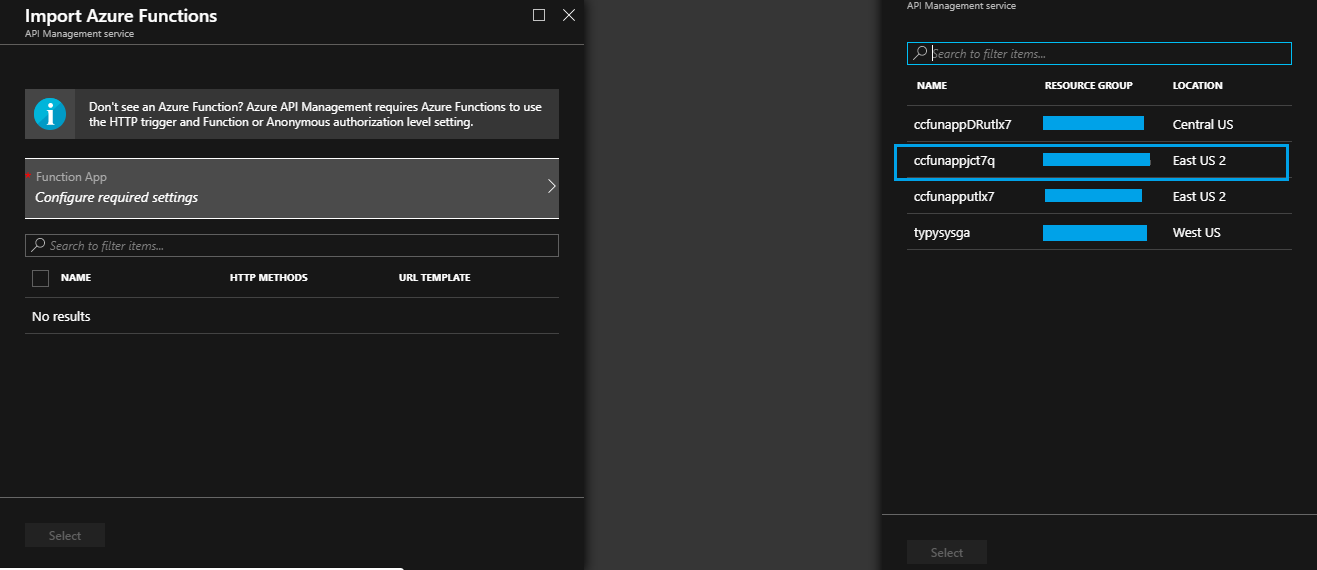 Import Azure Functions
API Management service
Don't see an Azure Function? Azure API Management requires Azure Functions to use
the HTTP trigger and Function or Anonymous authorization level setting.
* Function App
Configure required settings
Search to filter items...
NAME HTTP METHODS URL TEMPLATE
No results
Select
API Management service
Search to filter items...
NAME RESOURCE GROUP LOCATION
ccfunappDRutlx7 Central US
ccfunappjct7q East US 2
ccfunapputlx7 East US 2
typysysga West US
Select